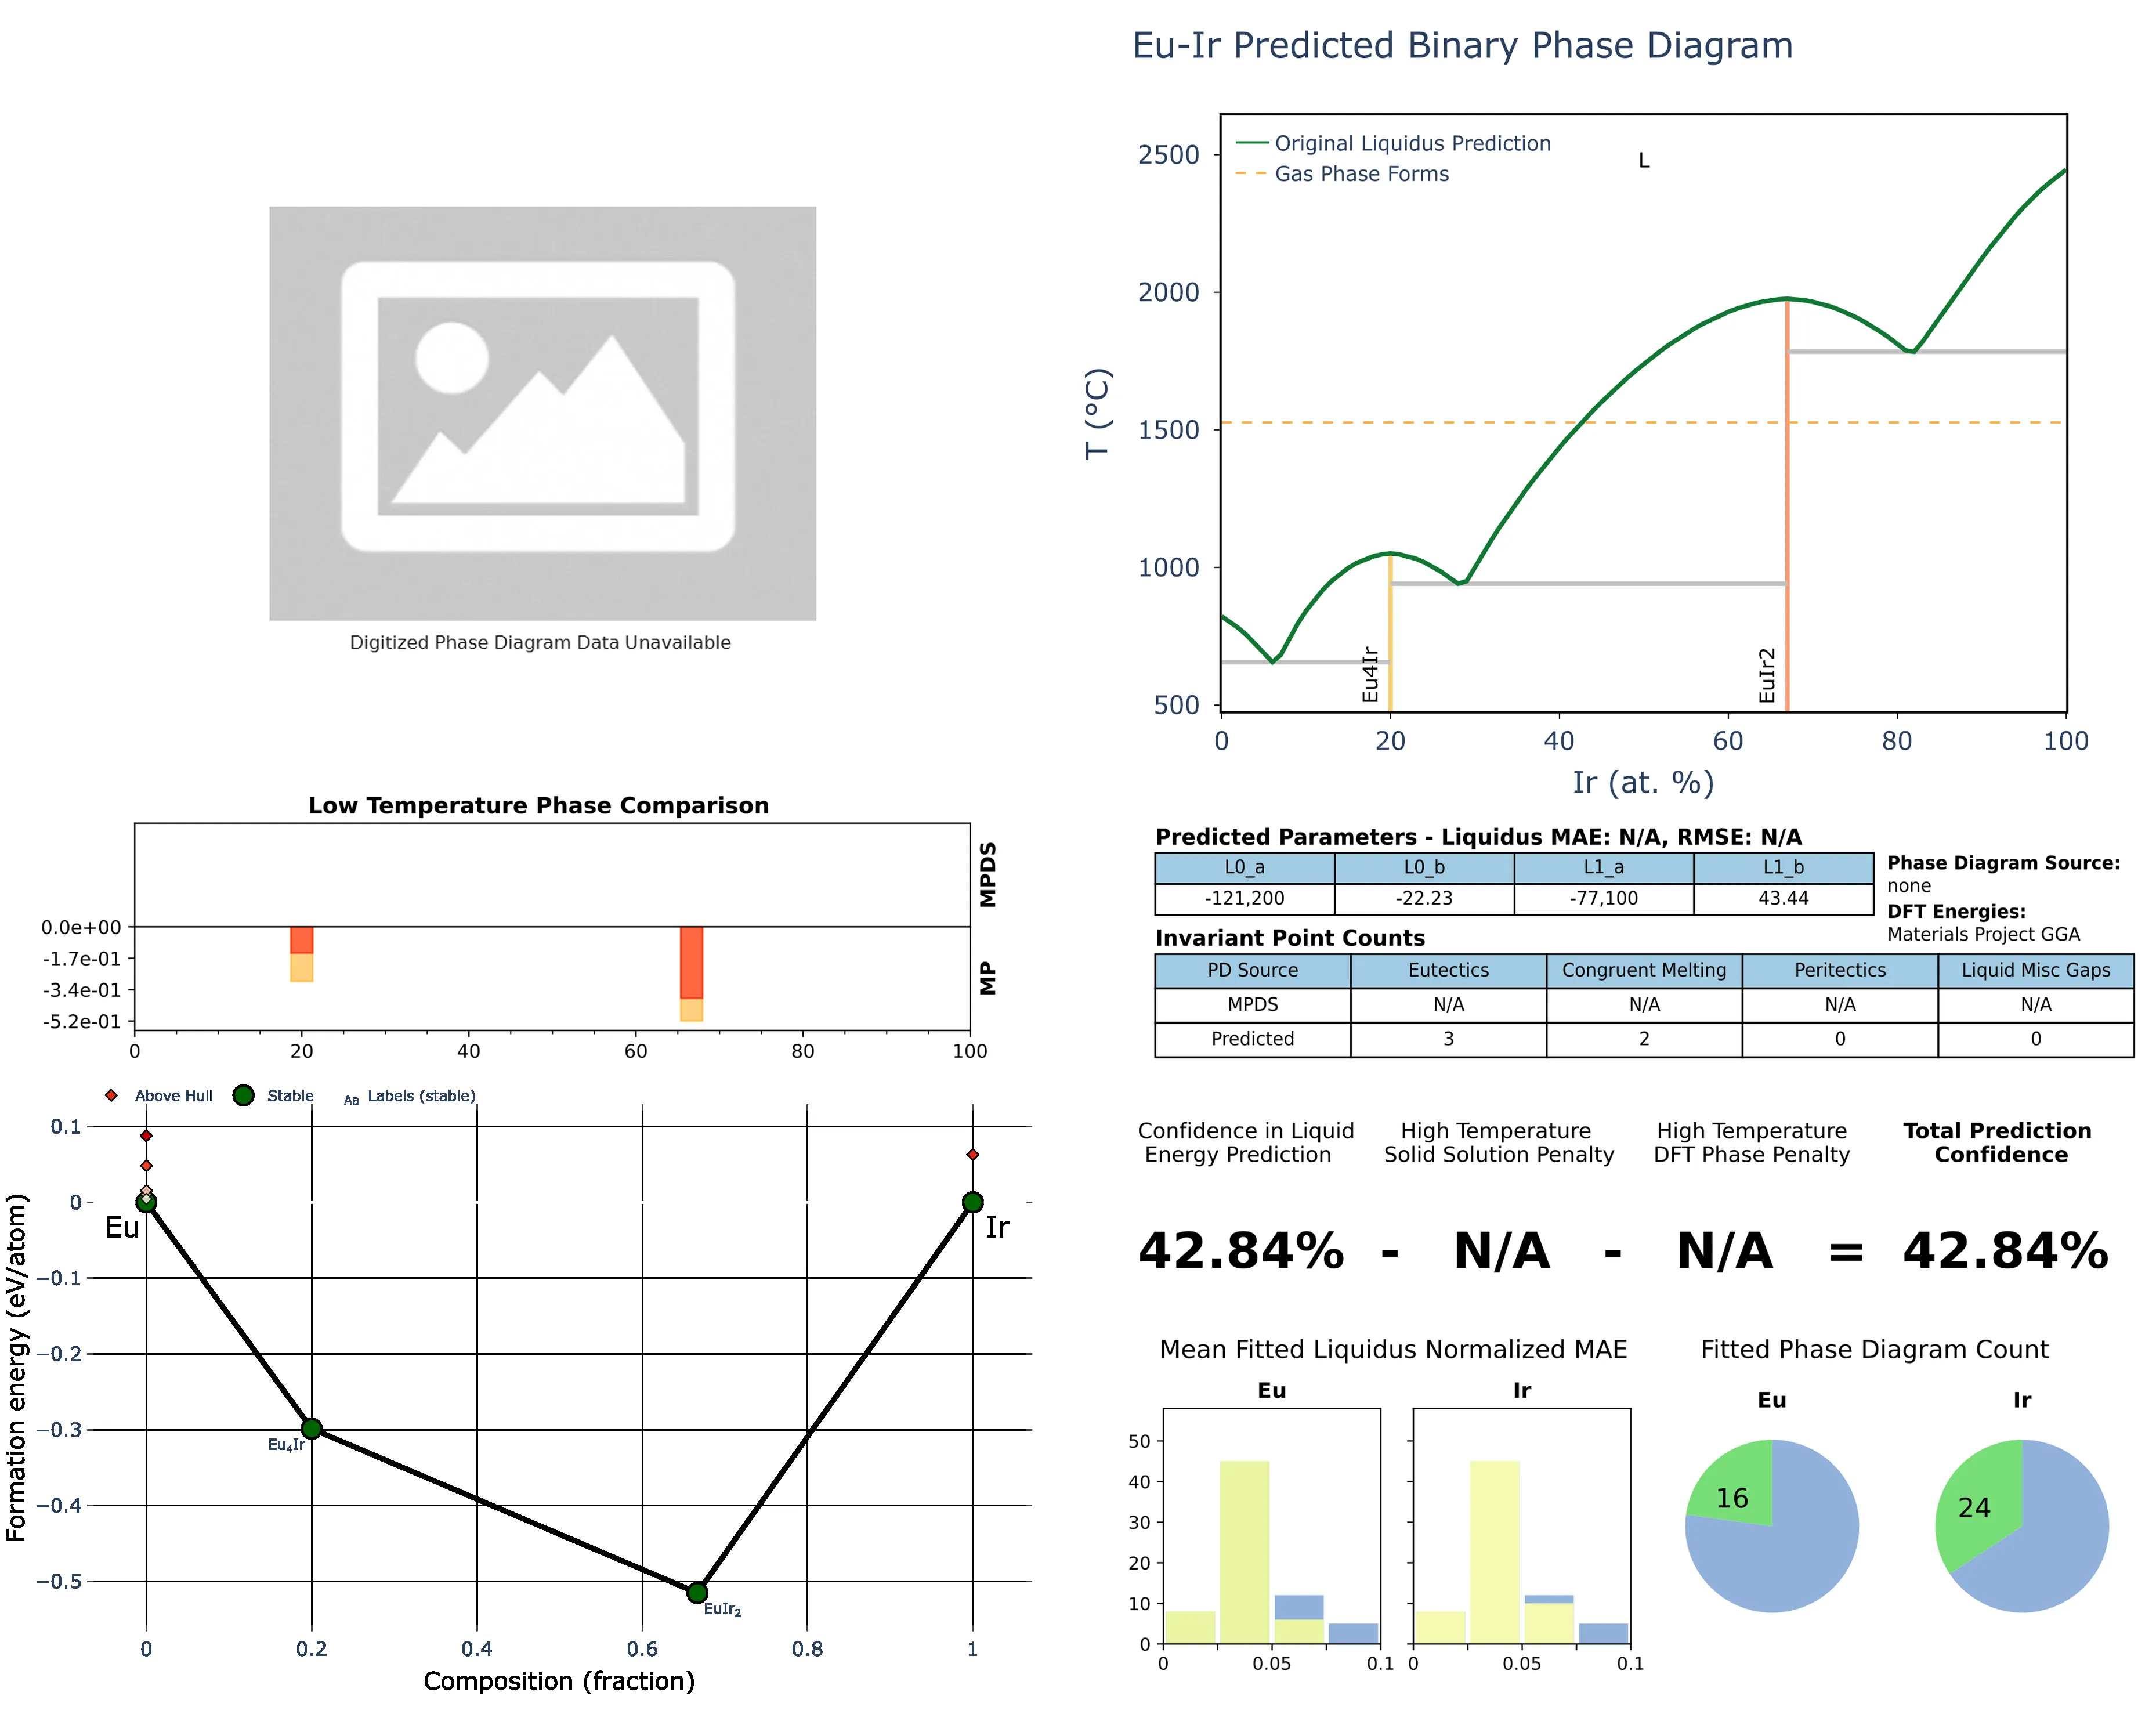 Eu-Ir Predicted Binary Phase Diagram
Original Liquidus Prediction
Gas Phase Forms
L
2500
2000
1500
1000
500
T (°C)
Eu4Ir
EuIr2
0 20 40 60 80 100
Ir (at. %)
Digitized Phase Diagram Data Unavailable
Low Temperature Phase Comparison
MPDS
MP
0.0e+00
-1.7e-01
-3.4e-01
-5.2e-01
0 20 40 60 80 100
Predicted Parameters - Liquidus MAE: N/A, RMSE: N/A
L0_a L0_b L1_a L1_b
-121,200 -22.23 -77,100 43.44
Phase Diagram Source:
none
DFT Energies:
Materials Project GGA
Invariant Point Counts
PD Source Eutectics Congruent Melting Peritectics Liquid Misc Gaps
MPDS N/A N/A N/A N/A
Predicted 3 2 0 0
Above Hull Stable Aa Labels (stable)
0.1
0
−0.1
−0.2
−0.3
−0.4
−0.5
Formation energy (eV/atom)
Eu
Ir
Eu₄Ir
EuIr₂
0 0.2 0.4 0.6 0.8 1
Composition (fraction)
Confidence in Liquid
Energy Prediction
High Temperature
Solid Solution Penalty
High Temperature
DFT Phase Penalty
Total Prediction
Confidence
42.84% - N/A - N/A = 42.84%
Mean Fitted Liquidus Normalized MAE
Eu Ir
50
40
30
20
10
0
0 0.05 0.1 0 0.05 0.1
Fitted Phase Diagram Count
Eu Ir
16 24